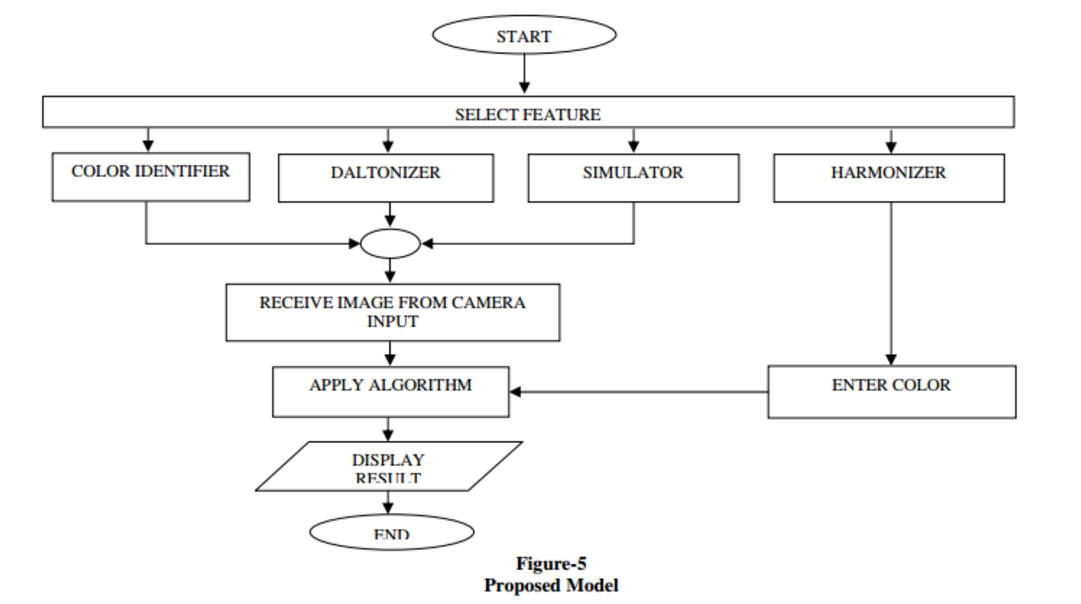 START
SELECT FEATURE
COLOR IDENTIFIER
DALTONIZER
SIMULATOR
HARMONIZER
RECEIVE IMAGE FROM CAMERA
INPUT
APPLY ALGORITHM
ENTER COLOR
DISPLAY
RESULT
END
Figure-5
Proposed Model